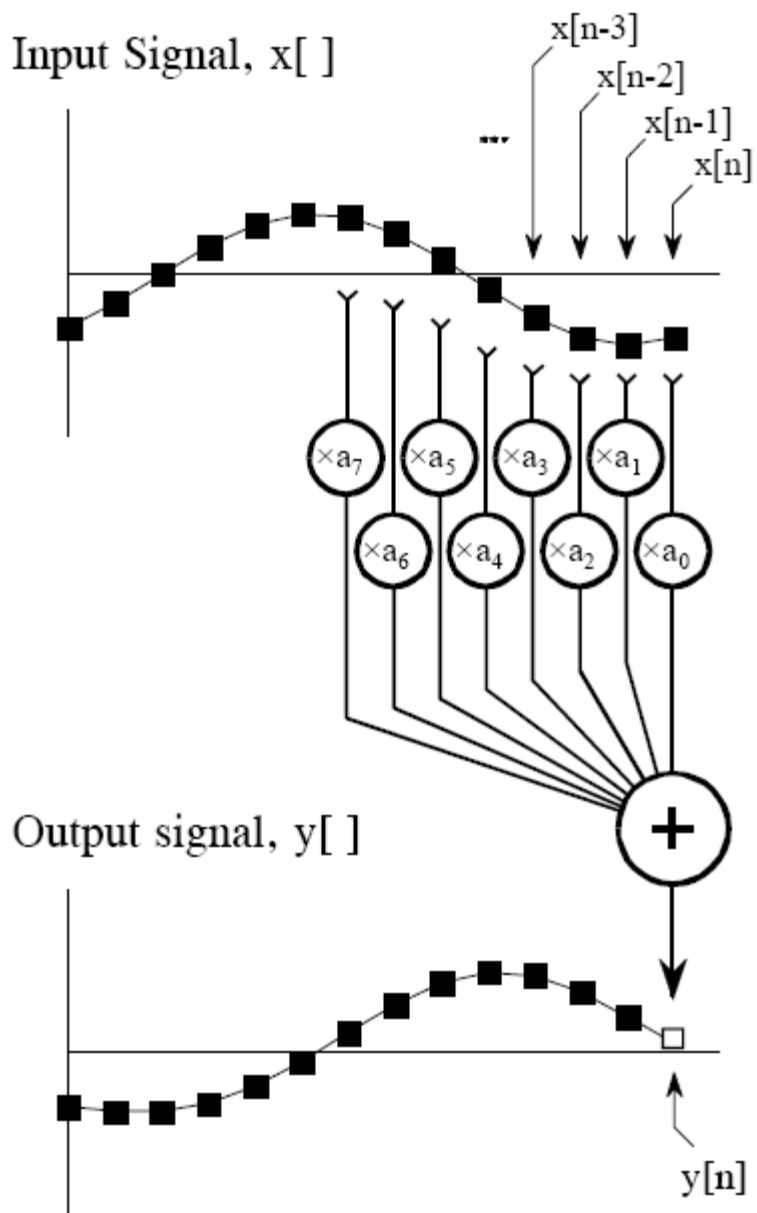 Input Signal, x[ ]
x[n-3]
x[n-2]
x[n-1]
x[n]
...
×a₇
×a₅
×a₃
×a₁
×a₆
×a₄
×a₂
×a₀
+
Output signal, y[ ]
y[n]